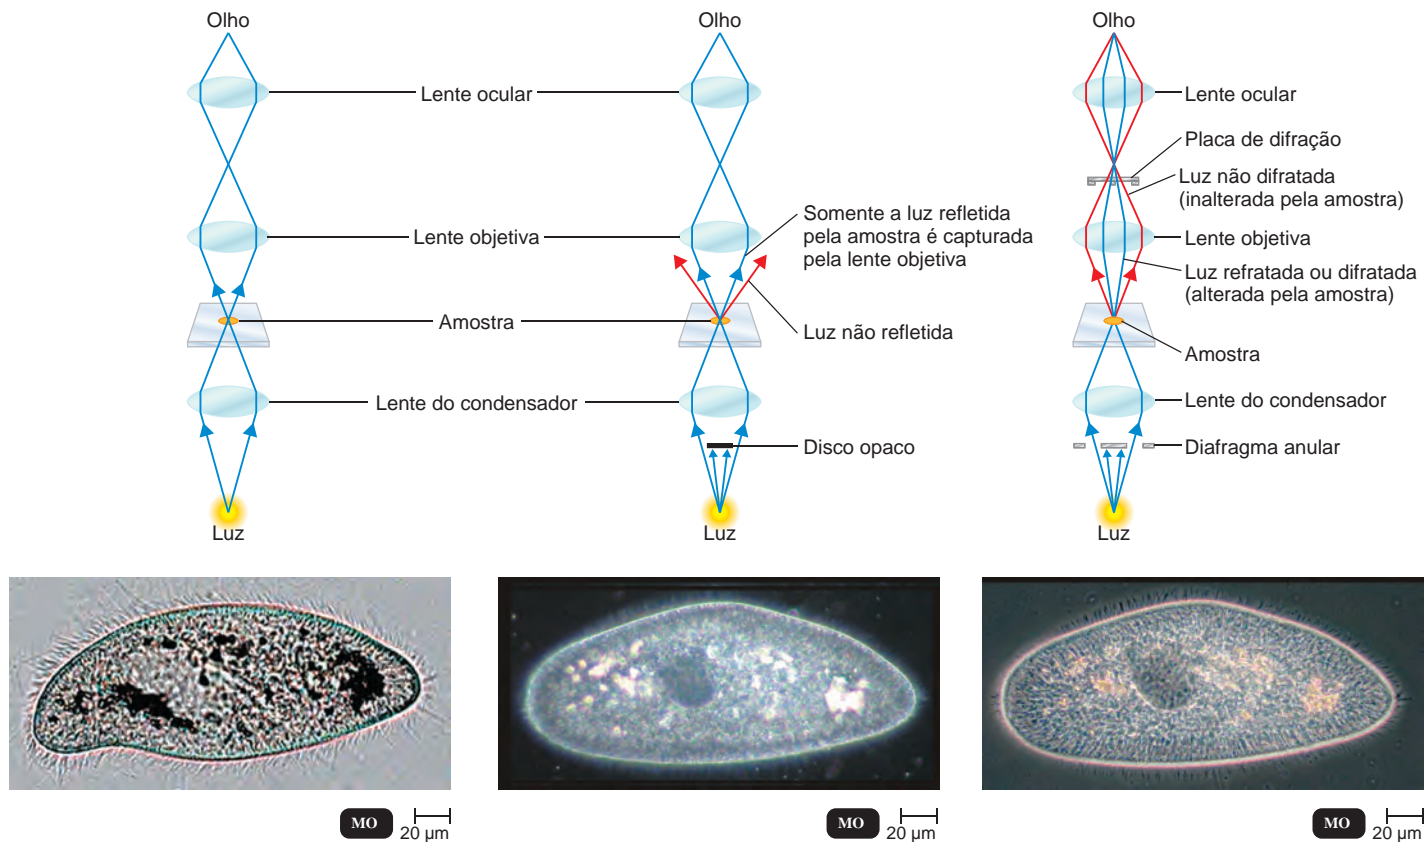 Olho
Olho
Olho
Lente ocular
Lente ocular
Placa de difração
Luz não difratada
(inalterada pela amostra)
Somente a luz refletida
pela amostra é capturada
pela lente objetiva
Lente objetiva
Lente objetiva
Luz refratada ou difratada
(alterada pela amostra)
Amostra
Luz não refletida
Amostra
Lente do condensador
Lente do condensador
Disco opaco
Diafragma anular
Luz
Luz
Luz
MO
20 µm
MO
20 µm
MO
20 µm